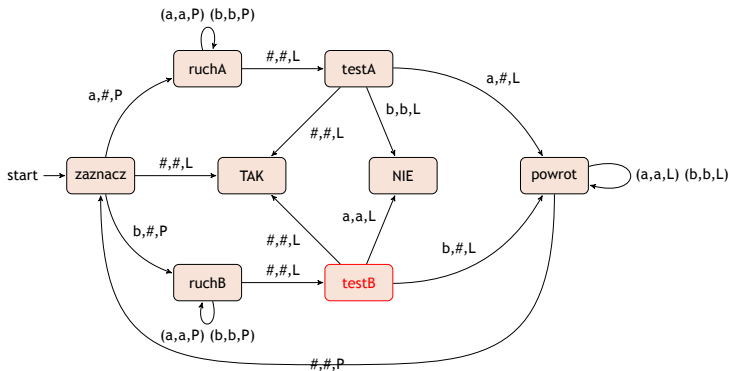 (a,a,P) (b,b,P)
ruchA
#,#,L
testA
a,#,P
a,#,L
b,b,L
#,#,L
start
zaznacz
#,#,L
TAK
NIE
powrot
(a,a,L) (b,b,L)
b,#,P
a,a,L
#,#,L
b,#,L
ruchB
#,#,L
testB
(a,a,P) (b,b,P)
#,#,P